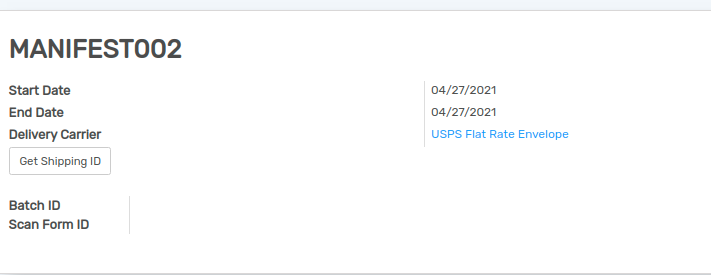 MANIFEST002
Start Date 04/27/2021
End Date 04/27/2021
Delivery Carrier USPS Flat Rate Envelope
Get Shipping ID
Batch ID
Scan Form ID